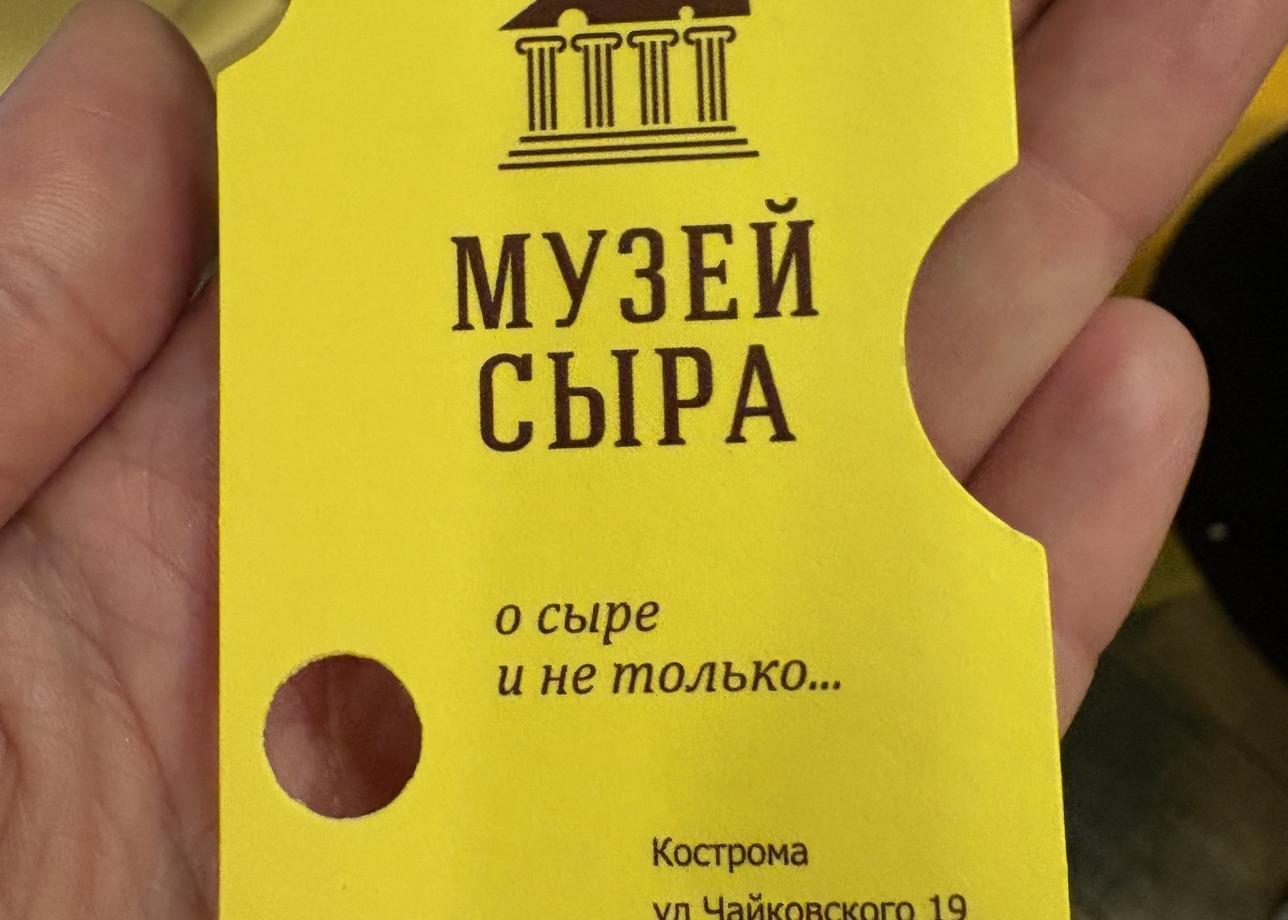 МУЗЕЙ
СЫРА
о сыре
и не только...
Кострома
ул Чайковского 19